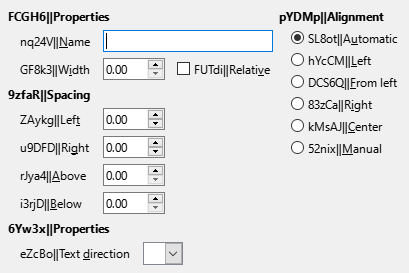 FCGH6||Properties
nq24V||Name
GF8k3||Width 0.00 FUTdi||Relative
9zfaR||Spacing
ZAykg||Left 0.00
u9DFD||Right 0.00
rJya4||Above 0.00
i3rjD||Below 0.00
6Yw3x||Properties
eZcBo||Text direction
pYDMp||Alignment
SL8ot||Automatic
hYcCM||Left
DCS6Q||From left
83zCa||Right
kMsAJ||Center
52nix||Manual